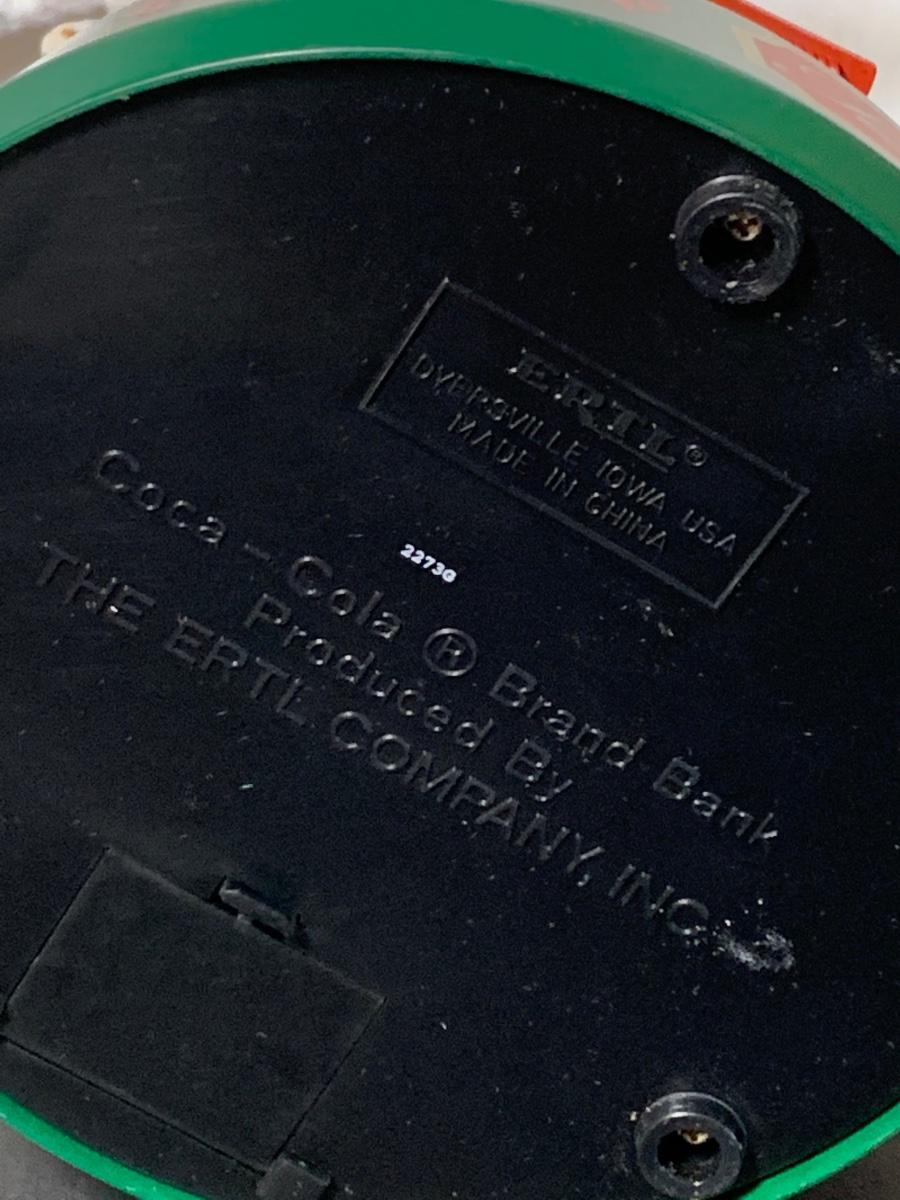 ERTL®
DYERSVILLE IOWA USA
MADE IN CHINA
2273G
Coca-Cola ® Brand Bank
Produced By
THE ERTL COMPANY, INC.